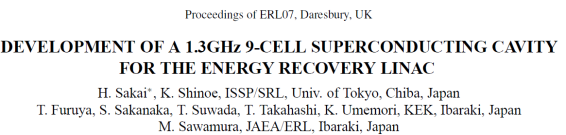 Proceedings of ERL07, Daresbury, UK
DEVELOPMENT OF A 1.3GHz 9-CELL SUPERCONDUCTING CAVITY
FOR THE ENERGY RECOVERY LINAC
H. Sakai*, K. Shinoe, ISSP/SRL, Univ. of Tokyo, Chiba, Japan
T. Furuya, S. Sakanaka, T. Suwada, T. Takahashi, K. Umemori, KEK, Ibaraki, Japan
M. Sawamura, JAEA/ERL, Ibaraki, Japan